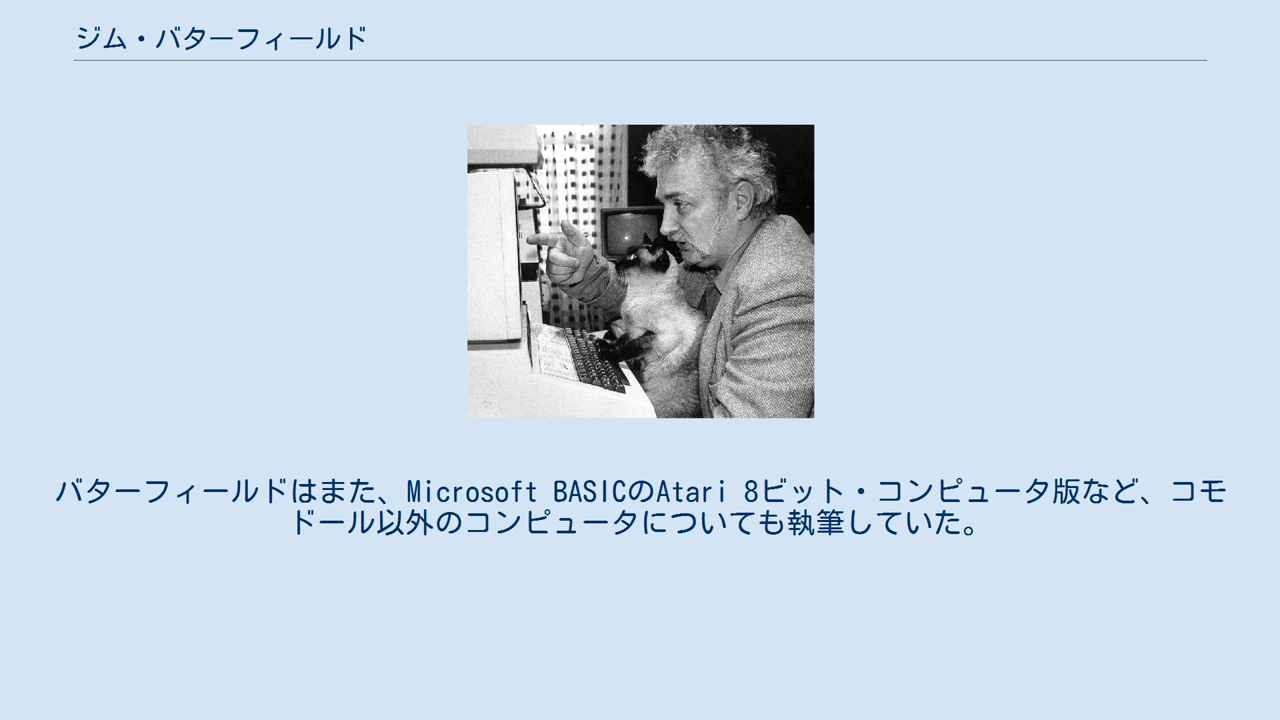 ジム・バターフィールド
バターフィールドはまた、Microsoft BASICのAtari 8ビット・コンピュータ版など、コモ
ドール以外のコンピュータについても執筆していた。